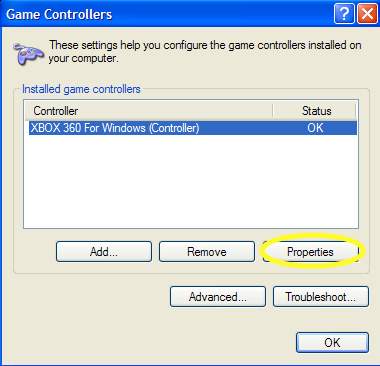 Game Controllers
These settings help you configure the game controllers installed on
your computer.
Installed game controllers
Controller Status
XBOX 360 For Windows (Controller) OK
Add... Remove Properties
Advanced... Troubleshoot...
OK